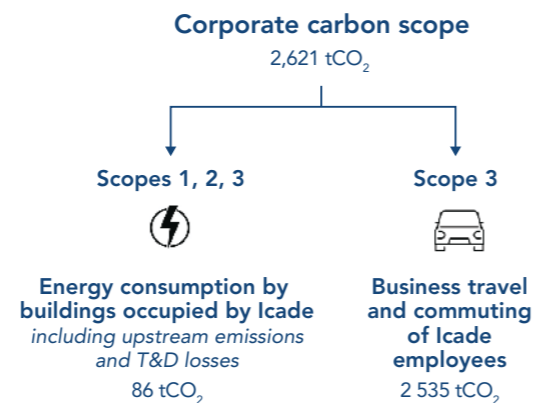 Corporate carbon scope
2,621 tCO₂
Scopes 1, 2, 3
Energy consumption by
buildings occupied by Icade
including upstream emissions
and T&D losses
86 tCO₂
Scope 3
Business travel
and commuting
of Icade
employees
2 535 tCO₂